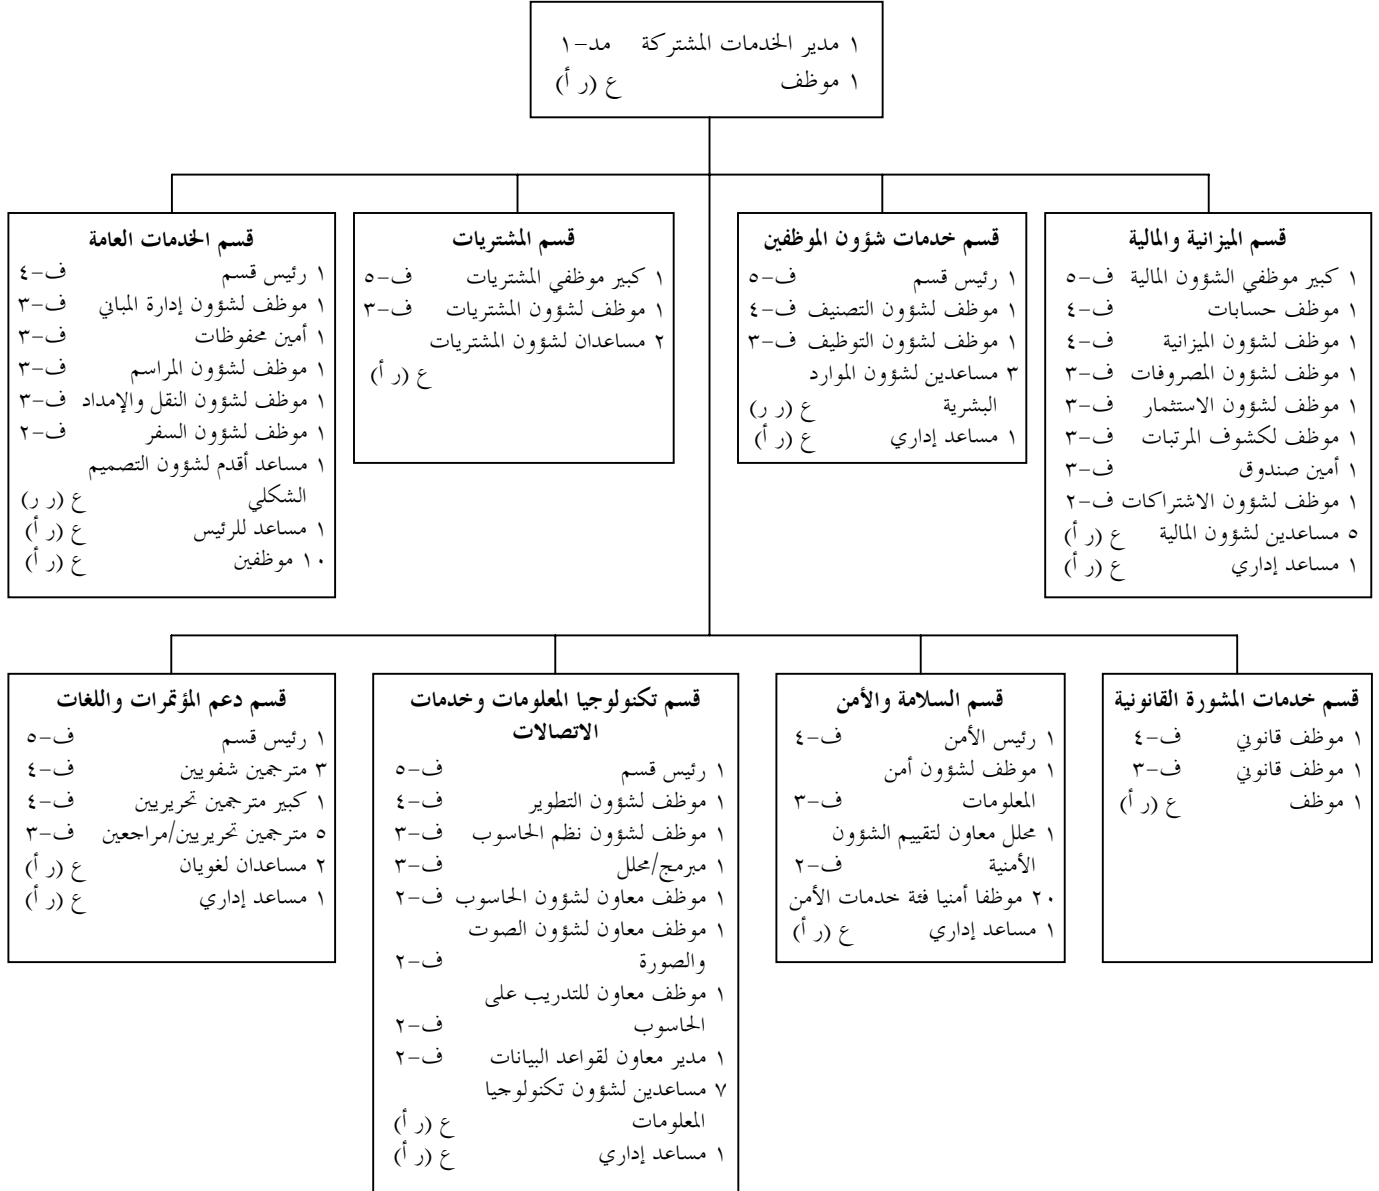 ١ مدير الخدمات المشتركة مد-١
١ موظف ع (ر أ)
قسم الميزانية والمالية
١ كبير موظفي الشؤون المالية ف-٥
١ موظف حسابات ف-٤
١ موظف لشؤون الميزانية ف-٤
١ موظف لشؤون المصروفات ف-٣
١ موظف لشؤون الاستثمار ف-٣
١ موظف لكشوف المرتبات ف-٣
١ أمين صندوق ف-٣
١ موظف لشؤون الاشتراكات ف-٢
٥ مساعدين لشؤون المالية ع (ر أ)
١ مساعد إداري ع (ر أ)
قسم خدمات شؤون الموظفين
١ رئيس قسم ف-٥
١ موظف لشؤون التصنيف ف-٤
١ موظف لشؤون التوظيف ف-٣
٣ مساعدين لشؤون الموارد
البشرية ع (ر ر)
١ مساعد إداري ع (ر أ)
قسم المشتريات
١ كبير موظفي المشتريات ف-٥
١ موظف لشؤون المشتريات ف-٣
٢ مساعدان لشؤون المشتريات
ع (ر أ)
قسم الخدمات العامة
١ رئيس قسم ف-٤
١ موظف لشؤون إدارة المباني ف-٣
١ أمين محفوظات ف-٣
١ موظف لشؤون المراسم ف-٣
١ موظف لشؤون النقل والإمداد ف-٣
١ موظف لشؤون السفر ف-٢
١ مساعد أقدم لشؤون التصميم
الشكلي ع (ر ر)
١ مساعد للرئيس ع (ر أ)
١٠ موظفين ع (ر أ)
قسم خدمات المشورة القانونية
١ موظف قانوني ف-٤
١ موظف قانوني ف-٣
١ موظف ع (ر أ)
قسم السلامة والأمن
١ رئيس الأمن ف-٤
١ موظف لشؤون أمن
المعلومات ف-٣
١ محلل معاون لتقييم الشؤون
الأمنية ف-٢
٢٠ موظفا أمنيا فئة خدمات الأمن
١ مساعد إداري ع (ر أ)
قسم تكنولوجيا المعلومات وخدمات
الاتصالات
١ رئيس قسم ف-٥
١ موظف لشؤون التطوير ف-٤
١ موظف لشؤون نظم الحاسوب ف-٣
١ مبرمج/محلل ف-٣
١ موظف معاون لشؤون الحاسوب ف-٢
١ موظف معاون لشؤون الصوت
والصورة ف-٢
١ موظف معاون للتدريب على
الحاسوب ف-٢
١ مدير معاون لقواعد البيانات ف-٢
٧ مساعدين لشؤون تكنولوجيا
المعلومات ع (ر أ)
١ مساعد إداري ع (ر أ)
قسم دعم المؤتمرات واللغات
١ رئيس قسم ف-٥
٣ مترجمين شفويين ف-٤
١ كبير مترجمين تحريريين ف-٤
٥ مترجمين تحريريين/مراجعين ف-٣
٢ مساعدان لغويان ع (ر أ)
١ مساعد إداري ع (ر أ)